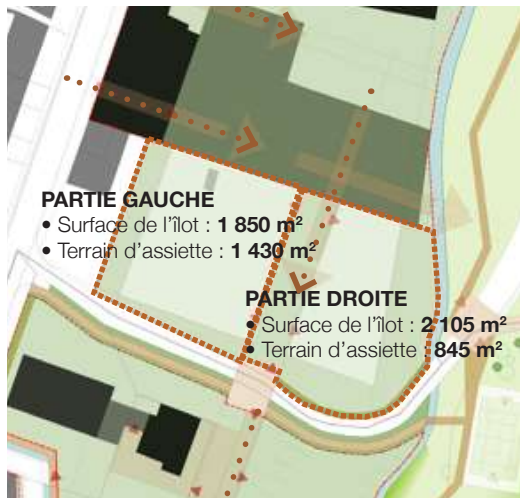 PARTIE GAUCHE
• Surface de l'îlot : 1 850 m²
• Terrain d'assiette : 1 430 m²
PARTIE DROITE
• Surface de l'îlot : 2 105 m²
• Terrain d'assiette : 845 m²